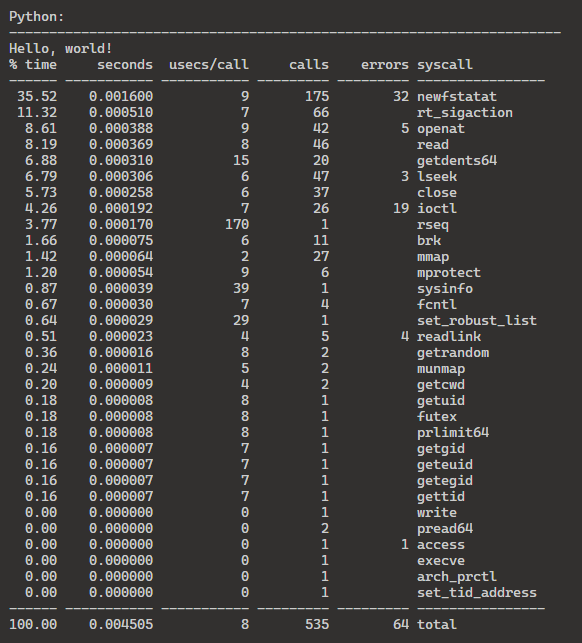 Python:
---------------------------------------------------------------------
Hello, world!
% time     seconds  usecs/call     calls    errors syscall
------ ----------- ----------- --------- --------- ----------------
 35.52    0.001600           9       175        32 newfstatat
 11.32    0.000510           7        66           rt_sigaction
  8.61    0.000388           9        42         5 openat
  8.19    0.000369           8        46           read
  6.88    0.000310          15        20           getdents64
  6.79    0.000306           6        47         3 lseek
  5.73    0.000258           6        37           close
  4.26    0.000192           7        26        19 ioctl
  3.77    0.000170         170         1           rseq
  1.66    0.000075           6        11           brk
  1.42    0.000064           2        27           mmap
  1.20    0.000054           9         6           mprotect
  0.87    0.000039          39         1           sysinfo
  0.67    0.000030           7         4           fcntl
  0.64    0.000029          29         1           set_robust_list
  0.51    0.000023           4         5         4 readlink
  0.36    0.000016           8         2           getrandom
  0.24    0.000011           5         2           munmap
  0.20    0.000009           4         2           getcwd
  0.18    0.000008           8         1           getuid
  0.18    0.000008           8         1           futex
  0.18    0.000008           8         1           prlimit64
  0.16    0.000007           7         1           getgid
  0.16    0.000007           7         1           geteuid
  0.16    0.000007           7         1           getegid
  0.16    0.000007           7         1           gettid
  0.00    0.000000           0         1           write
  0.00    0.000000           0         2           pread64
  0.00    0.000000           0         1         1 access
  0.00    0.000000           0         1           execve
  0.00    0.000000           0         1           arch_prctl
  0.00    0.000000           0         1           set_tid_address
------ ----------- ----------- --------- --------- ----------------
100.00    0.004505           8       535        64 total